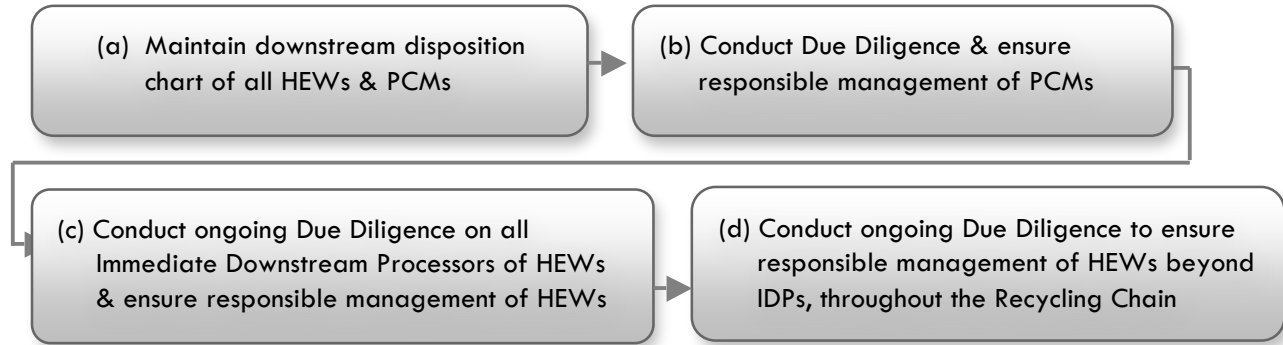 (a) Maintain downstream disposition
chart of all HEWs & PCMs
(b) Conduct Due Diligence & ensure
responsible management of PCMs
(c) Conduct ongoing Due Diligence on all
Immediate Downstream Processors of HEWs
& ensure responsible management of HEWs
(d) Conduct ongoing Due Diligence to ensure
responsible management of HEWs beyond
IDPs, throughout the Recycling Chain